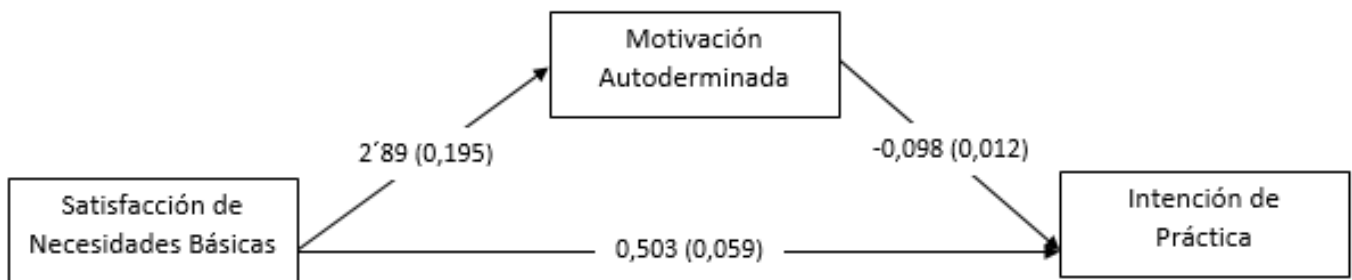 Motivación
Autoderminada
2´89 (0,195)
-0,098 (0,012)
Satisfacción de
Necesidades Básicas
Intención de
Práctica
0,503 (0,059)